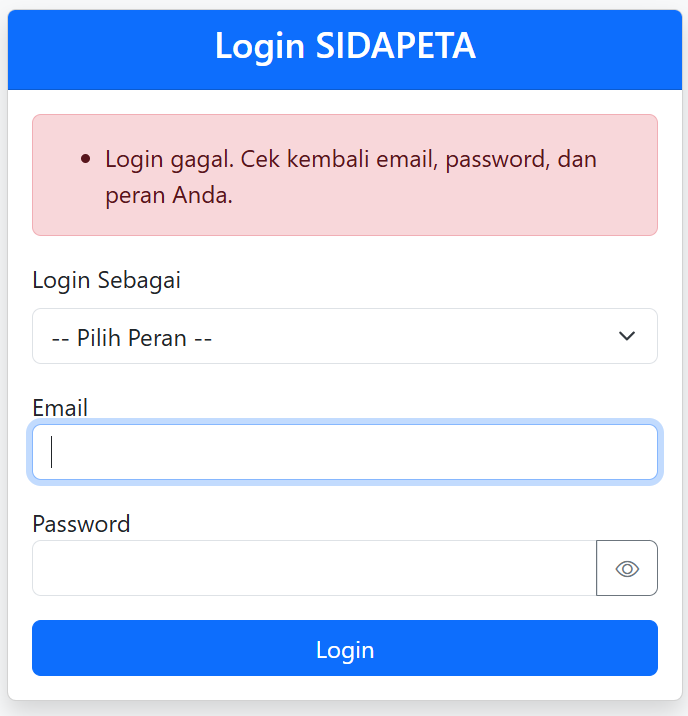 Login SIDAPETA
Login gagal. Cek kembali email, password, dan
peran Anda.
Login Sebagai
-- Pilih Peran --
Email
Password
Login